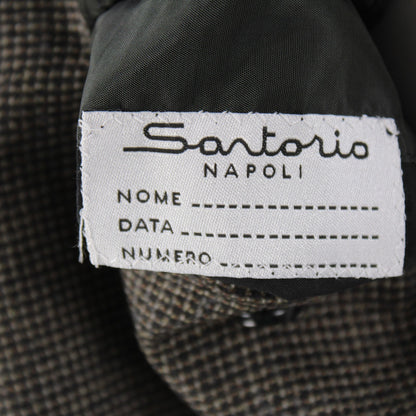 Sartorio
NAPOLI
NOME
DATA
NUMERO